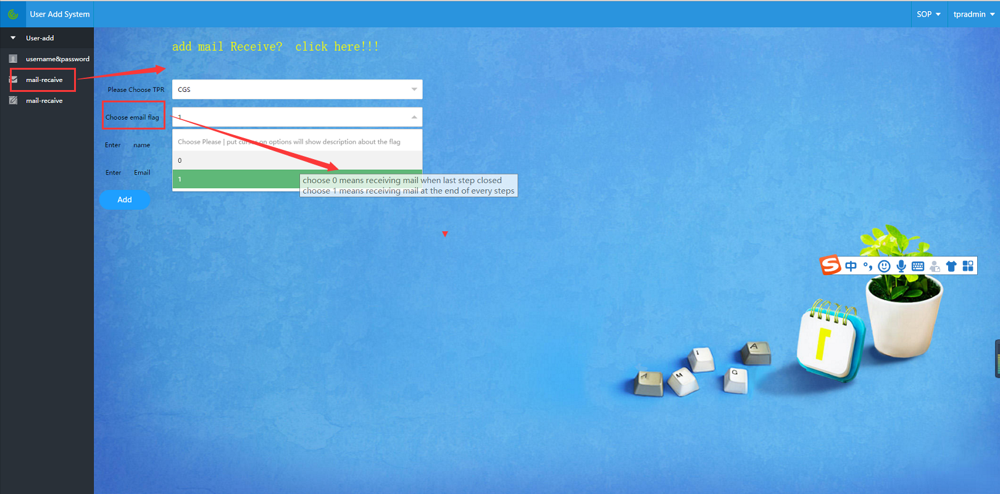 User Add System
SOP
tpradmin
User-add
username&password
mail-recaive
mail-recaive
add mail Receive? click here!!!
Please Choose TPR
CGS
Choose email flag
1
Choose Please | put cursor on options will show description about the flag
0
1
choose 0 means receiving mail when last step closed
choose 1 means receiving mail at the end of every steps
Enter name
Enter Email
Add
S 中
I
A
M
G